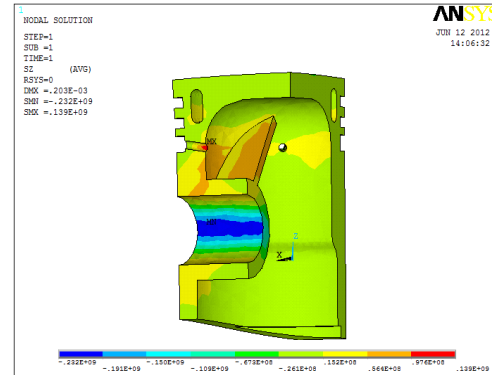 1
NODAL SOLUTION
ANSYS
STEP=1
SUB =1
TIME=1
SZ (AVG)
RSYS=0
DMX =.203E-03
SMN =-.232E+09
SMX =.139E+09
JUN 12 2012
14:06:32
MX
MN
Z
X
-.232E+09 -.150E+09 -.673E+08 .152E+08 .976E+08
-.191E+09 -.109E+09 -.261E+08 .564E+08 .139E+09